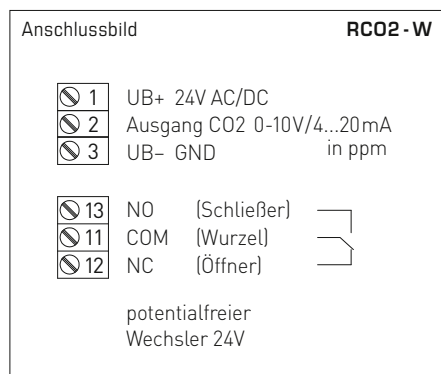 Anschlussbild RCO2-W
1 UB+ 24V AC/DC
2 Ausgang CO2 0-10V/4...20mA
3 UB– GND in ppm
13 NO (Schließer)
11 COM (Wurzel)
12 NC (Öffner)
potentialfreier
Wechsler 24V